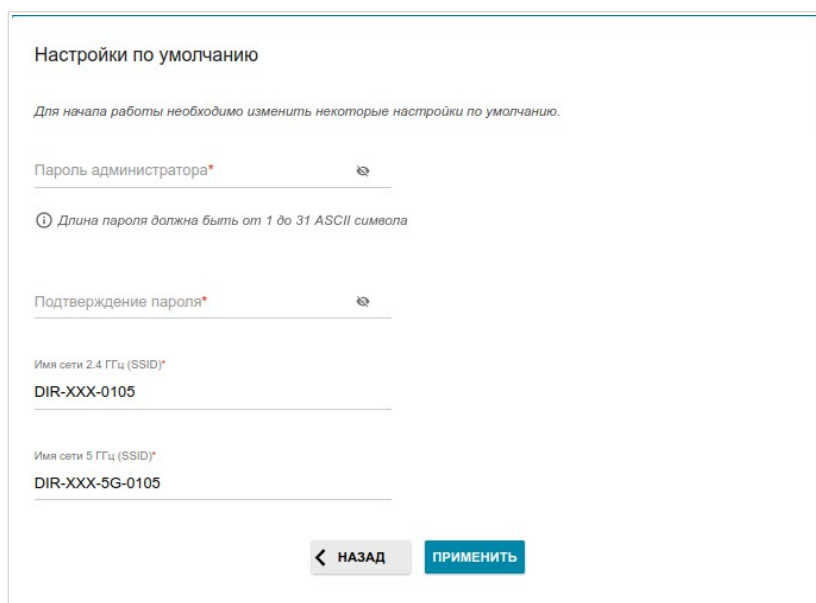 Настройки по умолчанию
Для начала работы необходимо изменить некоторые настройки по умолчанию.
Пароль администратора*
Длина пароля должна быть от 1 до 31 ASCII символа
Подтверждение пароля*
Имя сети 2.4 ГГц (SSID)*
DIR-XXX-0105
Имя сети 5 ГГц (SSID)*
DIR-XXX-5G-0105
НАЗАД ПРИМЕНИТЬ